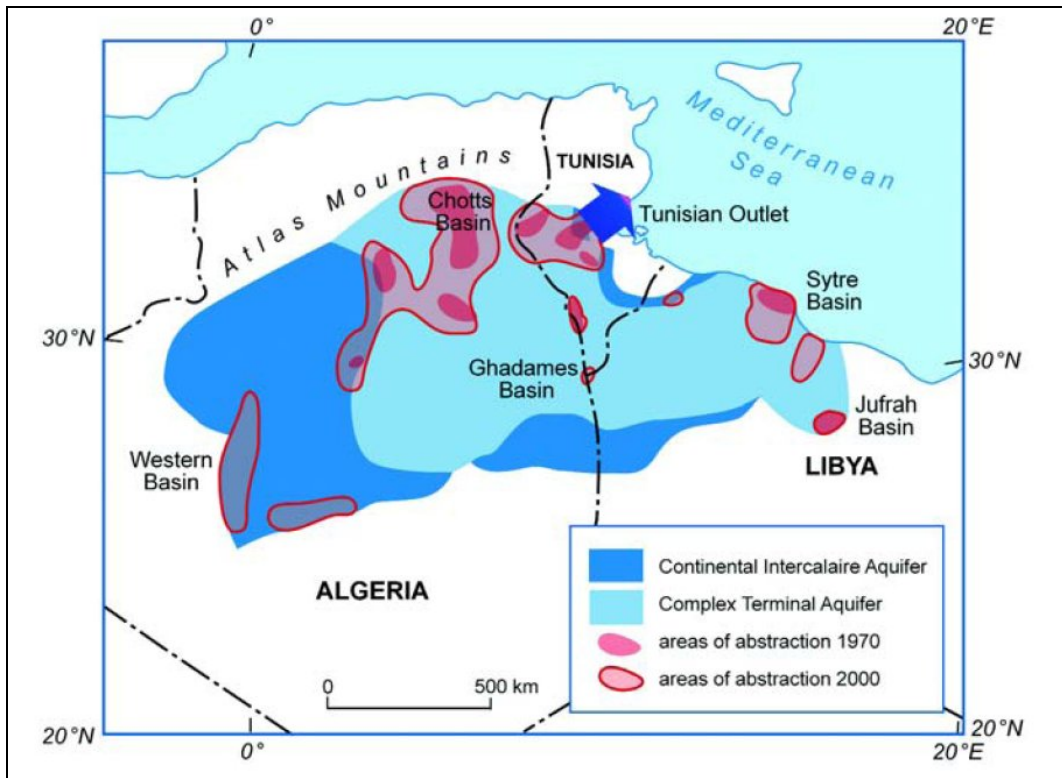 0°
20°E
Mediterranean
Sea
Atlas Mountains
TUNISIA
Chotts
Basin
Tunisian Outlet
Sytre
Basin
30°N
30°N
Ghadames
Basin
Jufrah
Basin
Western
Basin
LIBYA
ALGERIA
Continental Intercalaire Aquifer
Complex Terminal Aquifer
areas of abstraction 1970
areas of abstraction 2000
0 500 km
20°N
20°N
0°
20°E